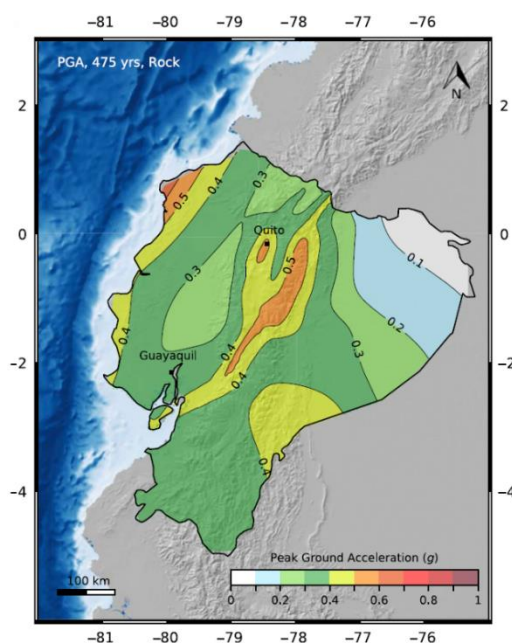 −81 −80 −79 −78 −77 −76
PGA, 475 yrs, Rock
N
2 2
0.3
0.4
0.5
0 0
Quito
0.1
0.5
0.3
0.2
0.4
0.3
Guayaquil
0.4
−2 −2
0.4
0.4
−4 −4
Peak Ground Acceleration (g)
100 km
0 0.2 0.4 0.6 0.8 1
−81 −80 −79 −78 −77 −76